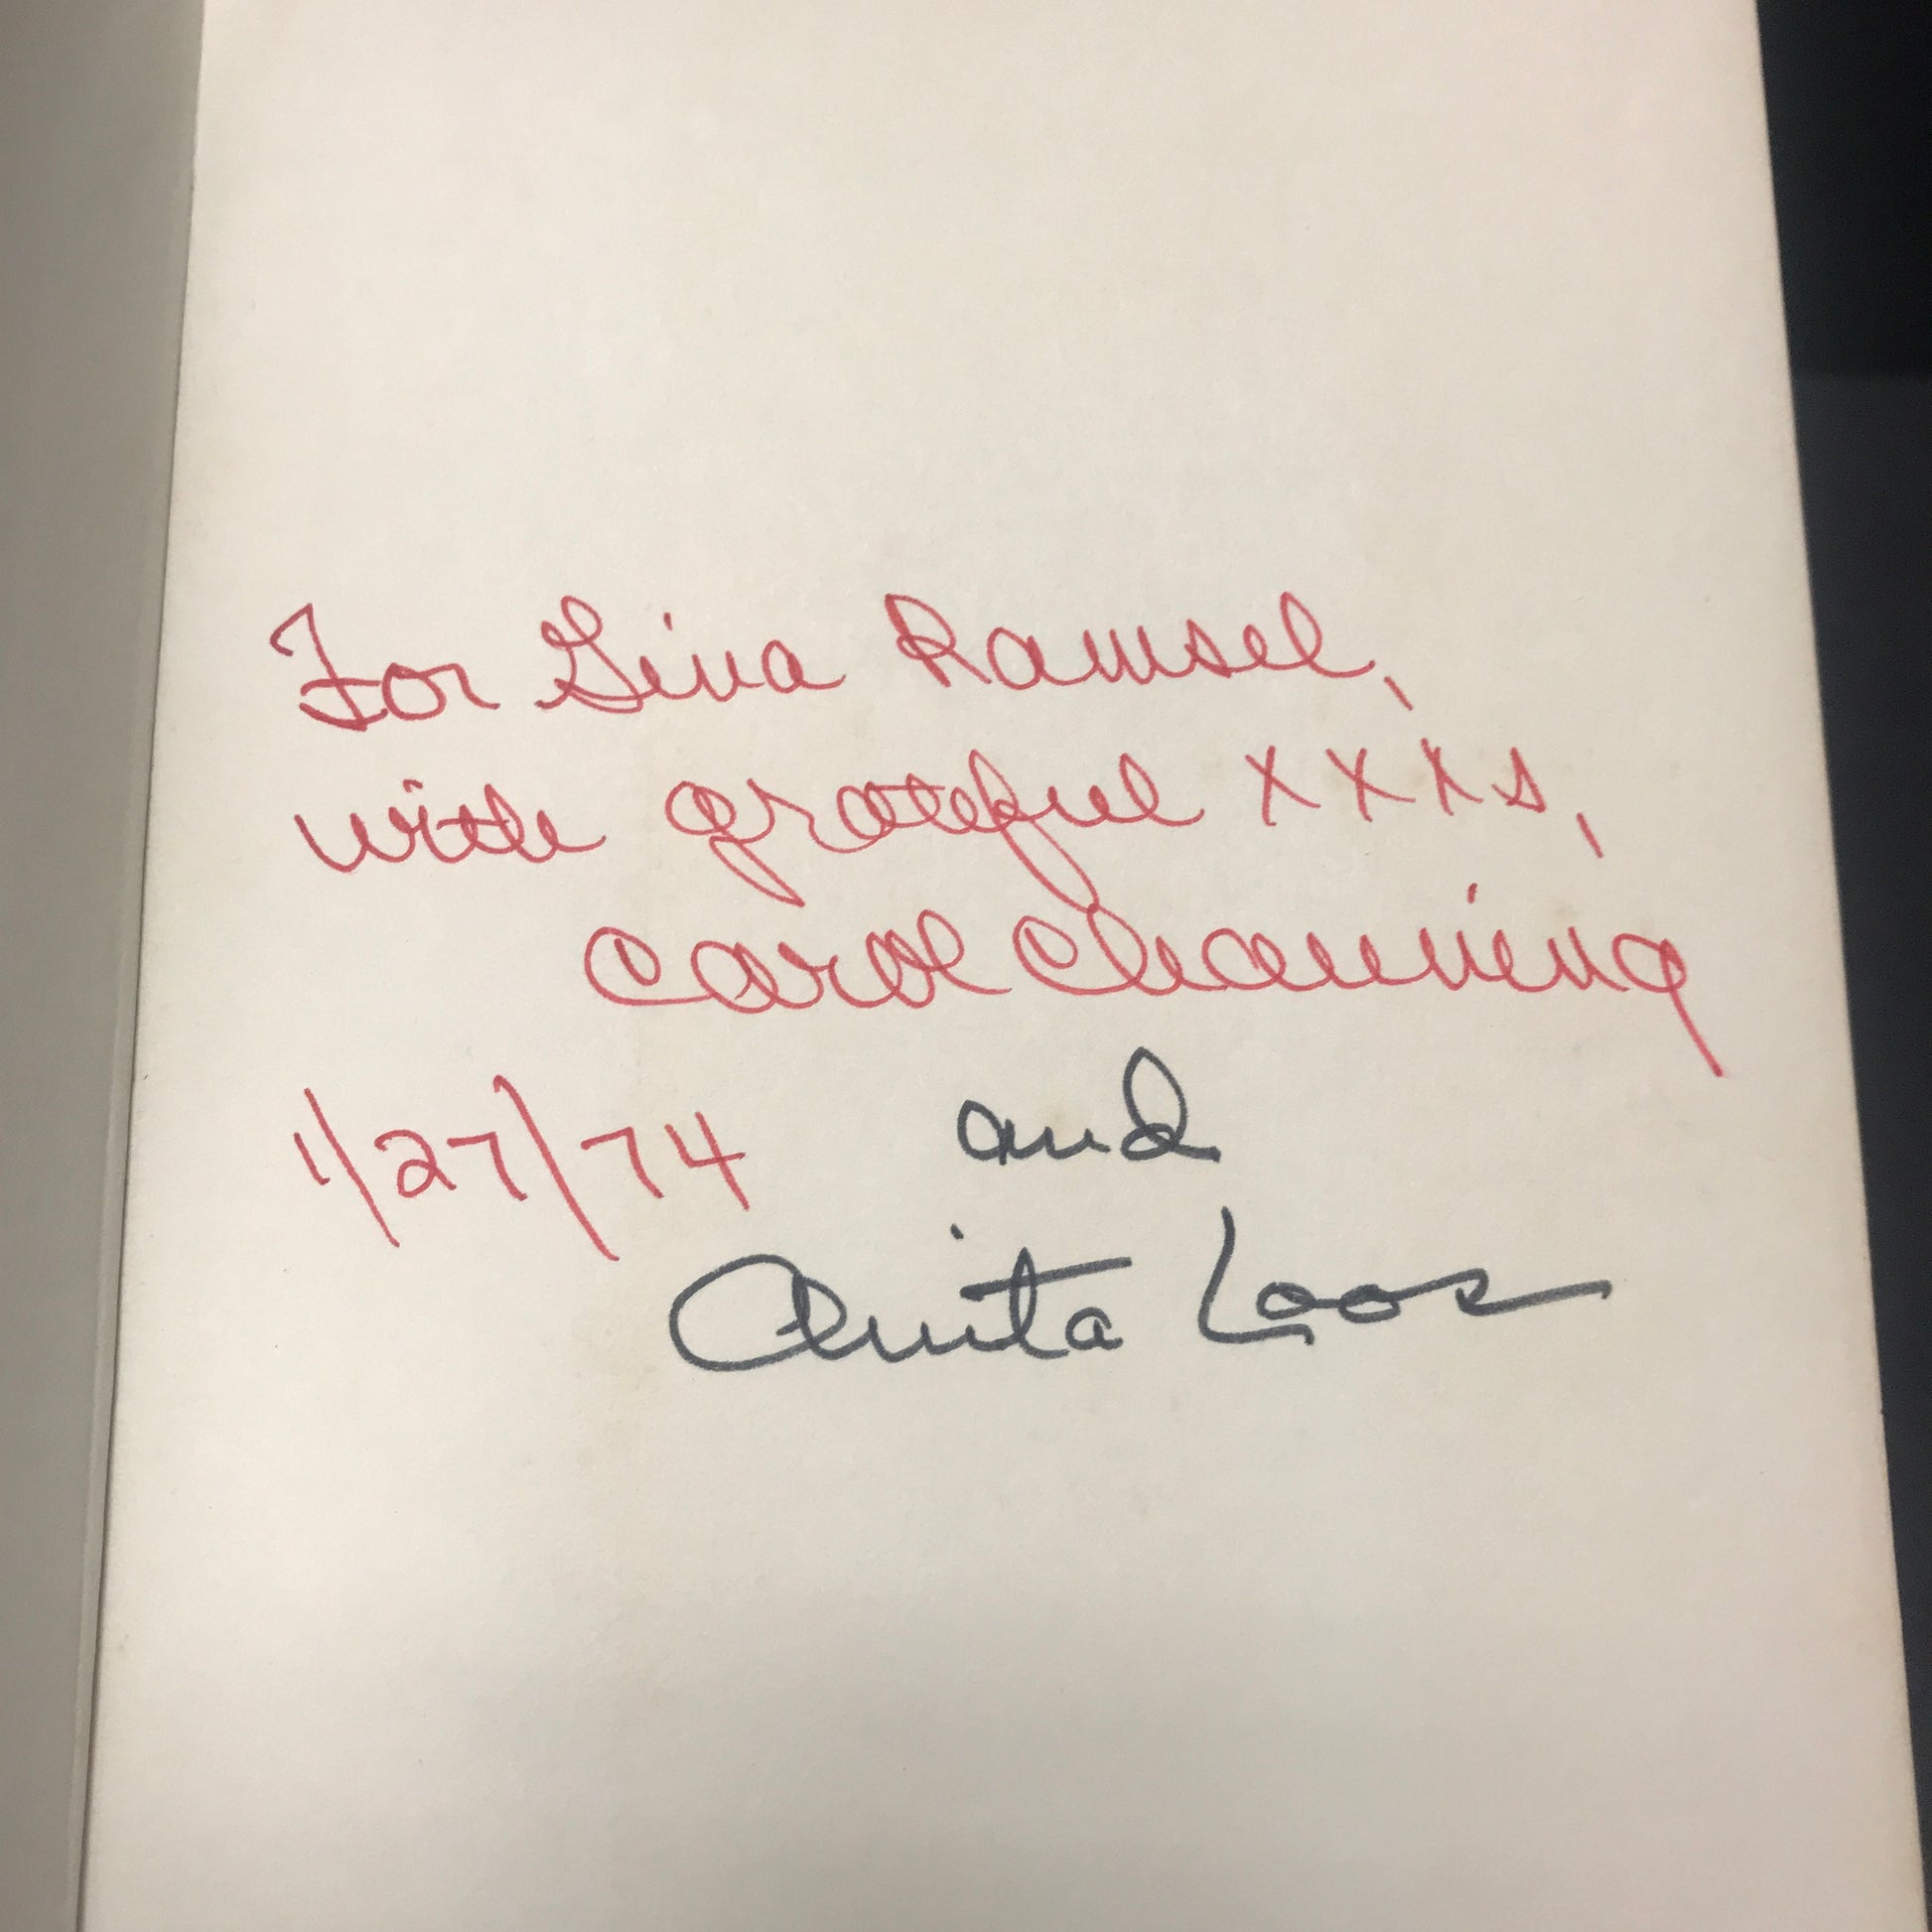 For Gina Ramsel,
with grateful xxxs,
Carol Channing
1/27/74 and
Anita Loos